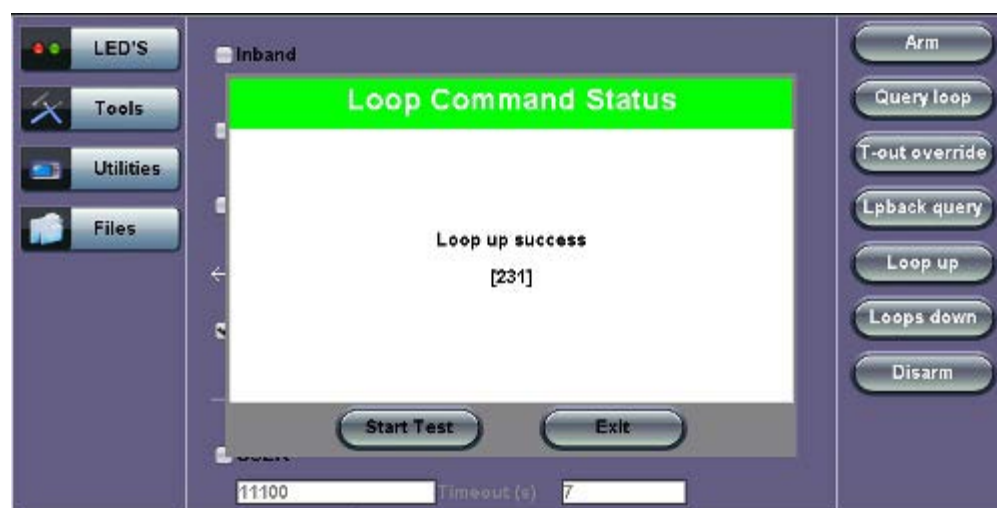 LED'S
Tools
Utilities
Files
Inband
Loop Command Status
Loop up success
[231]
Start Test
Exit
11100
Timeout (s)
7
Arm
Query loop
T-out override
Lpback query
Loop up
Loops down
Disarm